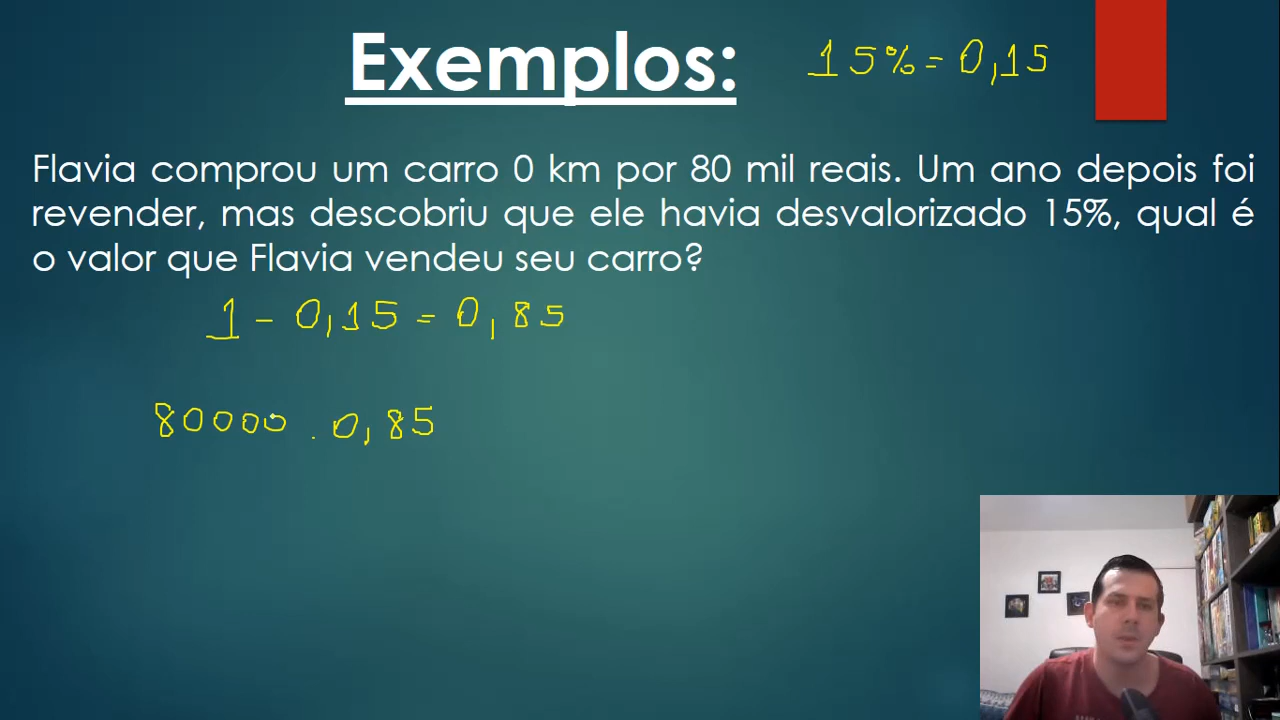 Exemplos:
15% = 0,15
Flavia comprou um carro 0 km por 80 mil reais. Um ano depois foi
revender, mas descobriu que ele havia desvalorizado 15%, qual é
o valor que Flavia vendeu seu carro?
1 - 0,15 = 0,85
80000 . 0,85